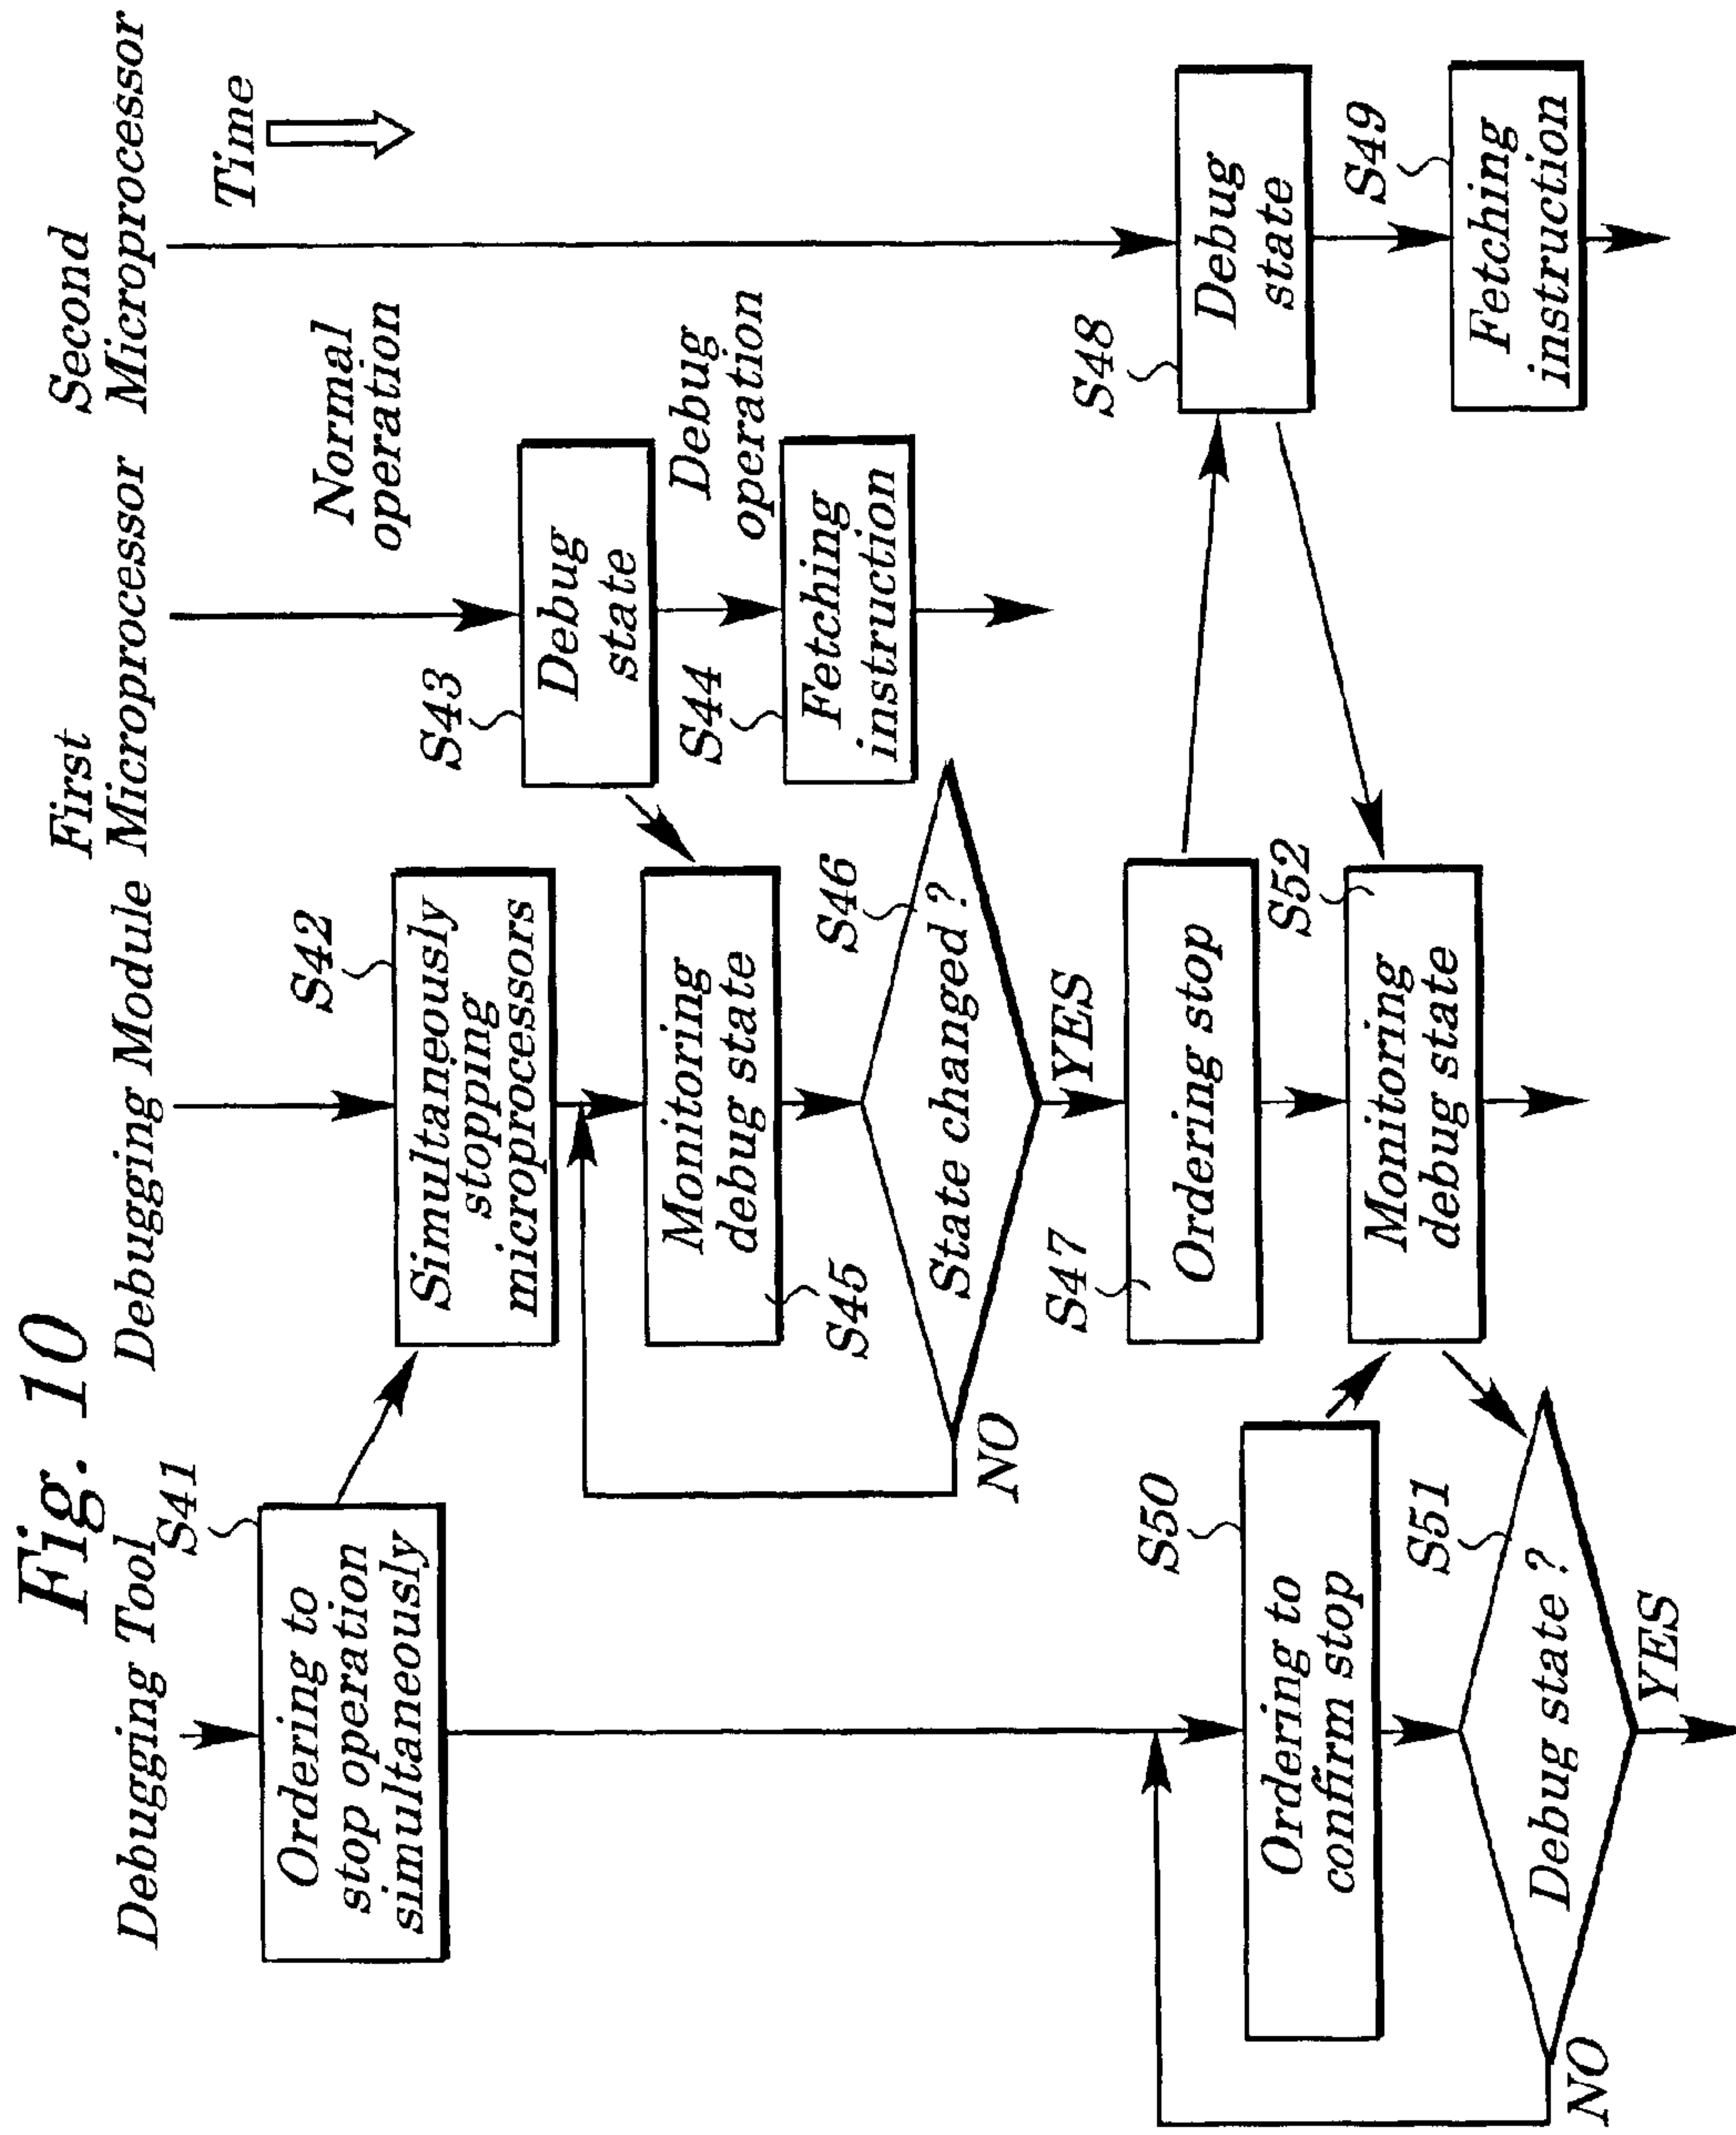 Fig. 10
Debugging Tool
Debugging Module
First
Microprocessor
Second
Microprocessor
Time
S41
Ordering to
stop operation
simultaneously
S42
Simultaneously
stopping
microprocessors
Normal
operation
S43
Debug
state
S45
Monitoring
debug state
Debug
operation
S44
Fetching
instruction
S46
State changed?
NO
YES
S47
Ordering stop
S48
Debug
state
S50
Ordering to
confirm stop
S52
Monitoring
debug state
S49
Fetching
instruction
S51
Debug state?
NO
YES